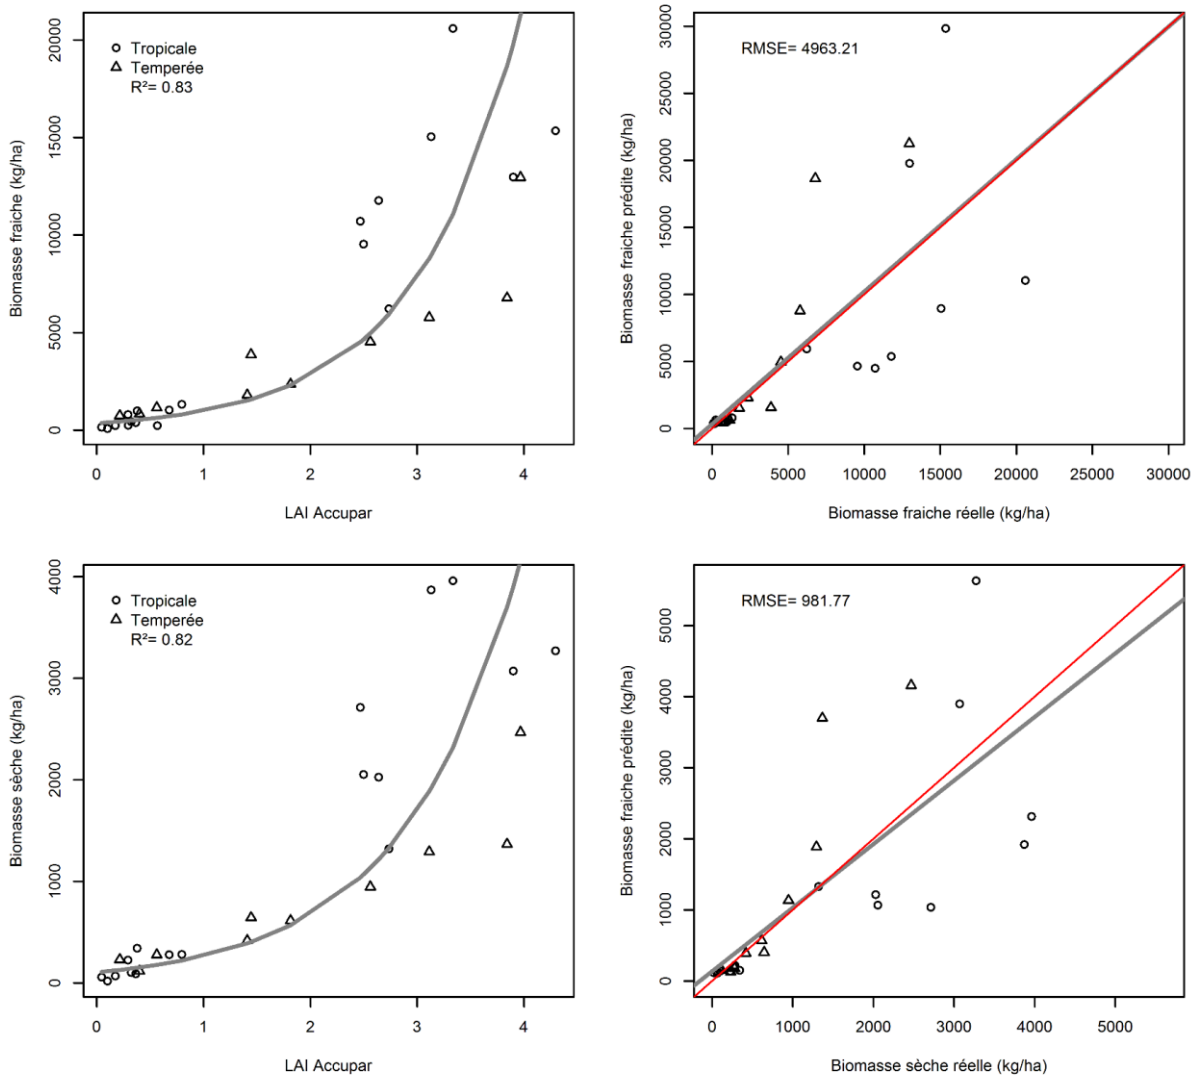 Biomasse fraiche (kg/ha)
20000
15000
10000
5000
0
Tropicale
Temperée
R²= 0.83
0 1 2 3 4
LAI Accupar
Biomasse fraiche prédite (kg/ha)
30000
25000
20000
15000
10000
5000
0
RMSE= 4963.21
0 5000 10000 15000 20000 25000 30000
Biomasse fraiche réelle (kg/ha)
Biomasse sèche (kg/ha)
4000
3000
2000
1000
0
Tropicale
Temperée
R²= 0.82
0 1 2 3 4
LAI Accupar
Biomasse fraiche prédite (kg/ha)
5000
4000
3000
2000
1000
0
RMSE= 981.77
0 1000 2000 3000 4000 5000
Biomasse sèche réelle (kg/ha)